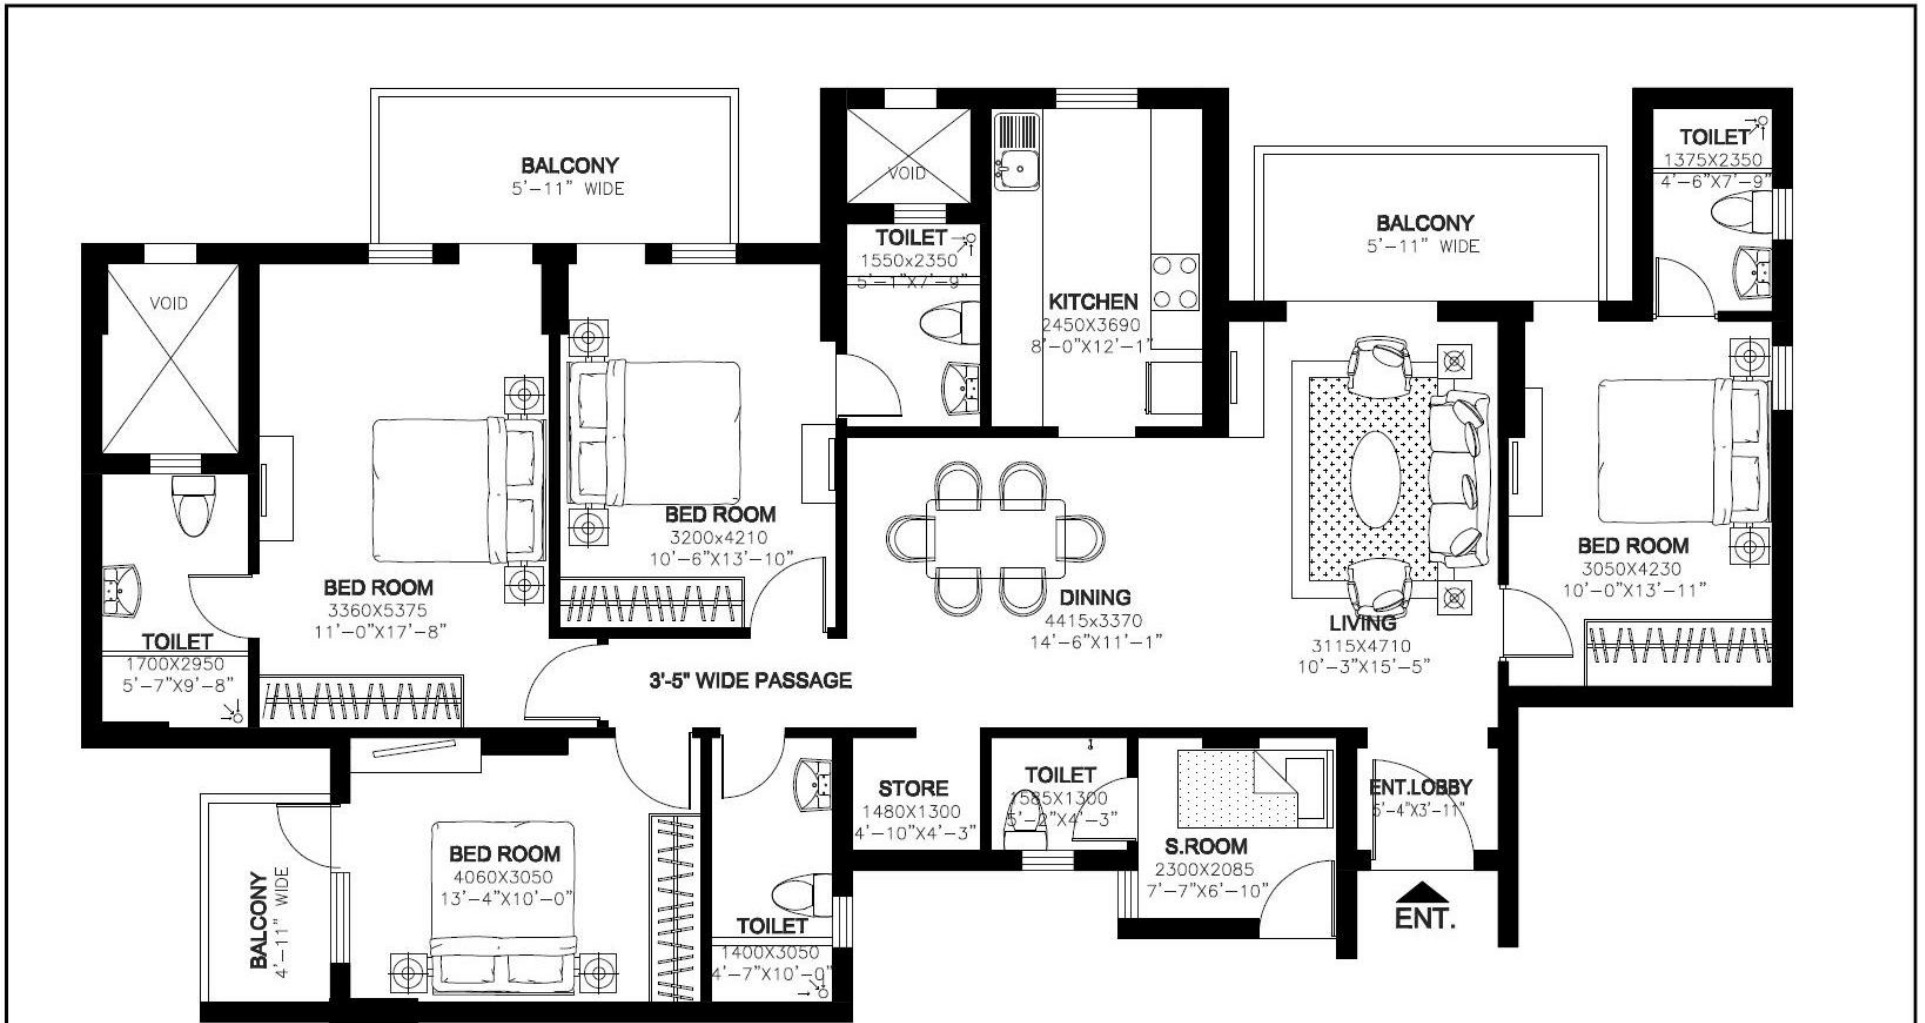 BALCONY
5'-11" WIDE
VOID
TOILET
1550x2350
5'-1"X7'-9"
KITCHEN
2450X3690
8'-0"X12'-1"
BALCONY
5'-11" WIDE
TOILET
1375X2350
4'-6"X7'-9"
VOID
BED ROOM
3360X5375
11'-0"X17'-8"
BED ROOM
3200x4210
10'-6"X13'-10"
DINING
4415x3370
14'-6"X11'-1"
LIVING
3115X4710
10'-3"X15'-5"
BED ROOM
3050X4230
10'-0"X13'-11"
TOILET
1700X2950
5'-7"X9'-8"
3'-5" WIDE PASSAGE
BALCONY
4'-11" WIDE
BED ROOM
4060X3050
13'-4"X10'-0"
TOILET
1400X3050
4'-7"X10'-0"
STORE
1480X1300
4'-10"X4'-3"
TOILET
1585X1300
5'-2"X4'-3"
S.ROOM
2300X2085
7'-7"X6'-10"
ENT.LOBBY
5'-4"X3'-11"
ENT.